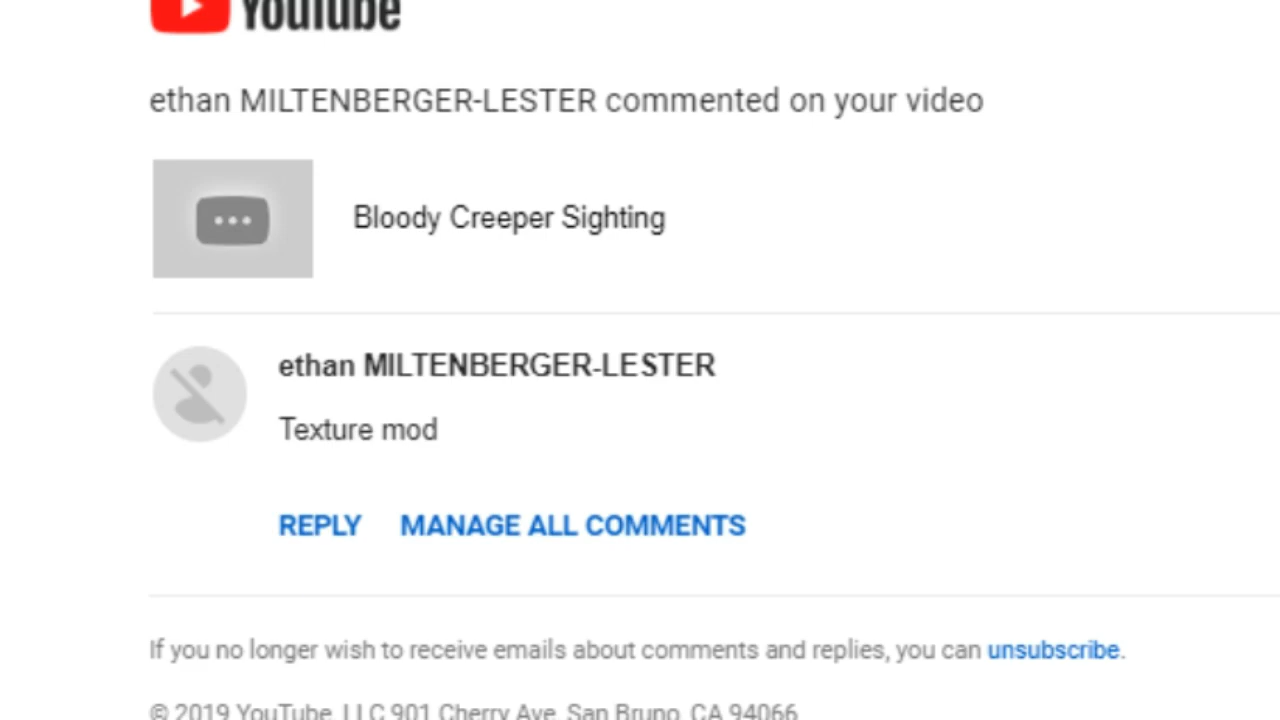 YouTube
ethan MILTENBERGER-LESTER commented on your video
Bloody Creeper Sighting
ethan MILTENBERGER-LESTER
Texture mod
REPLY MANAGE ALL COMMENTS
If you no longer wish to receive emails about comments and replies, you can unsubscribe.
© 2019 YouTube, LLC 901 Cherry Ave, San Bruno, CA 94066